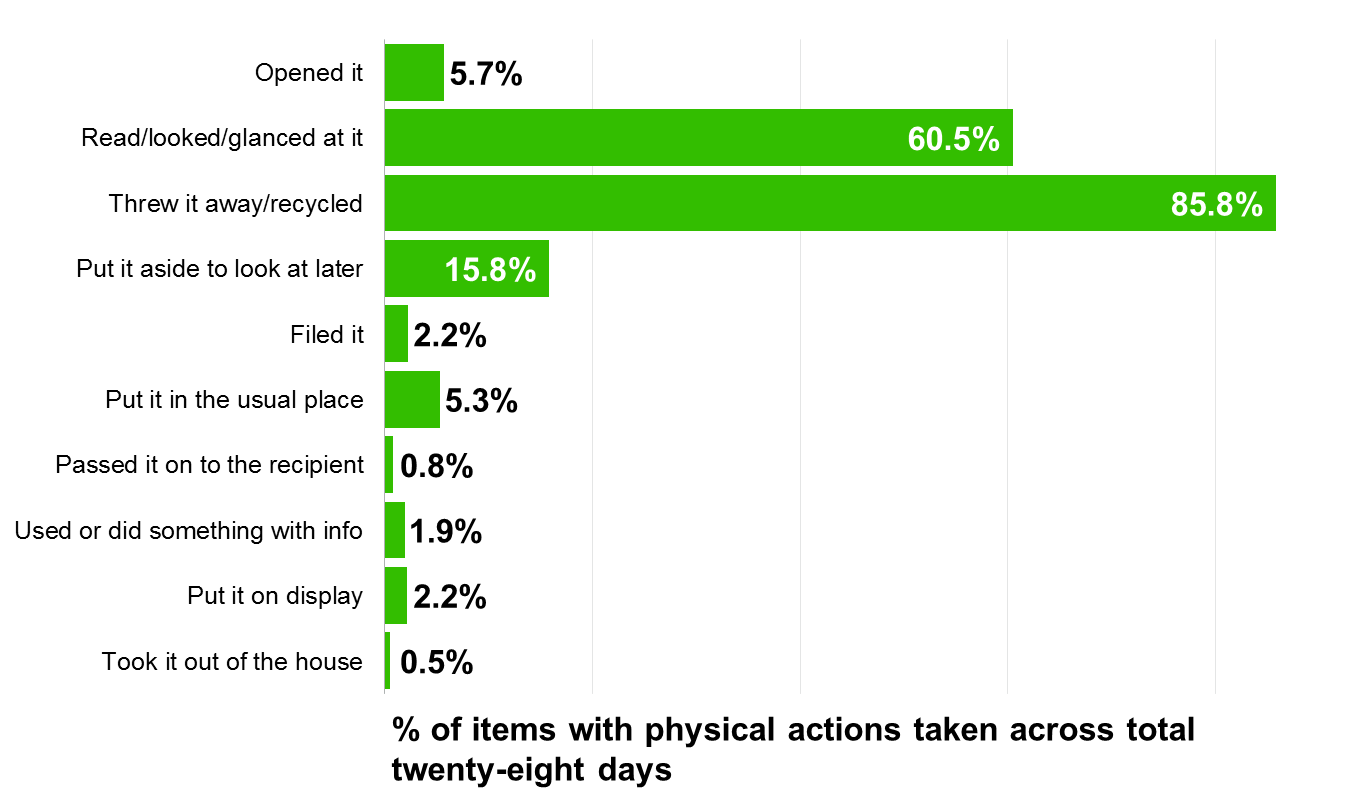 Opened it 5.7%
Read/looked/glanced at it 60.5%
Threw it away/recycled 85.8%
Put it aside to look at later 15.8%
Filed it 2.2%
Put it in the usual place 5.3%
Passed it on to the recipient 0.8%
Used or did something with info 1.9%
Put it on display 2.2%
Took it out of the house 0.5%
% of items with physical actions taken across total
twenty-eight days